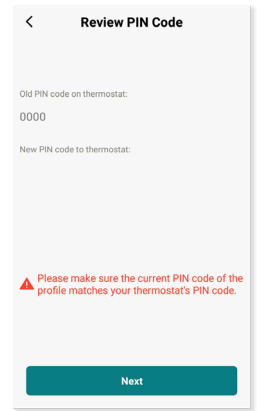 Review PIN Code
Old PIN code on thermostat:
0000
New PIN code to thermostat:
Please make sure the current PIN code of the
profile matches your thermostat's PIN code.
Next